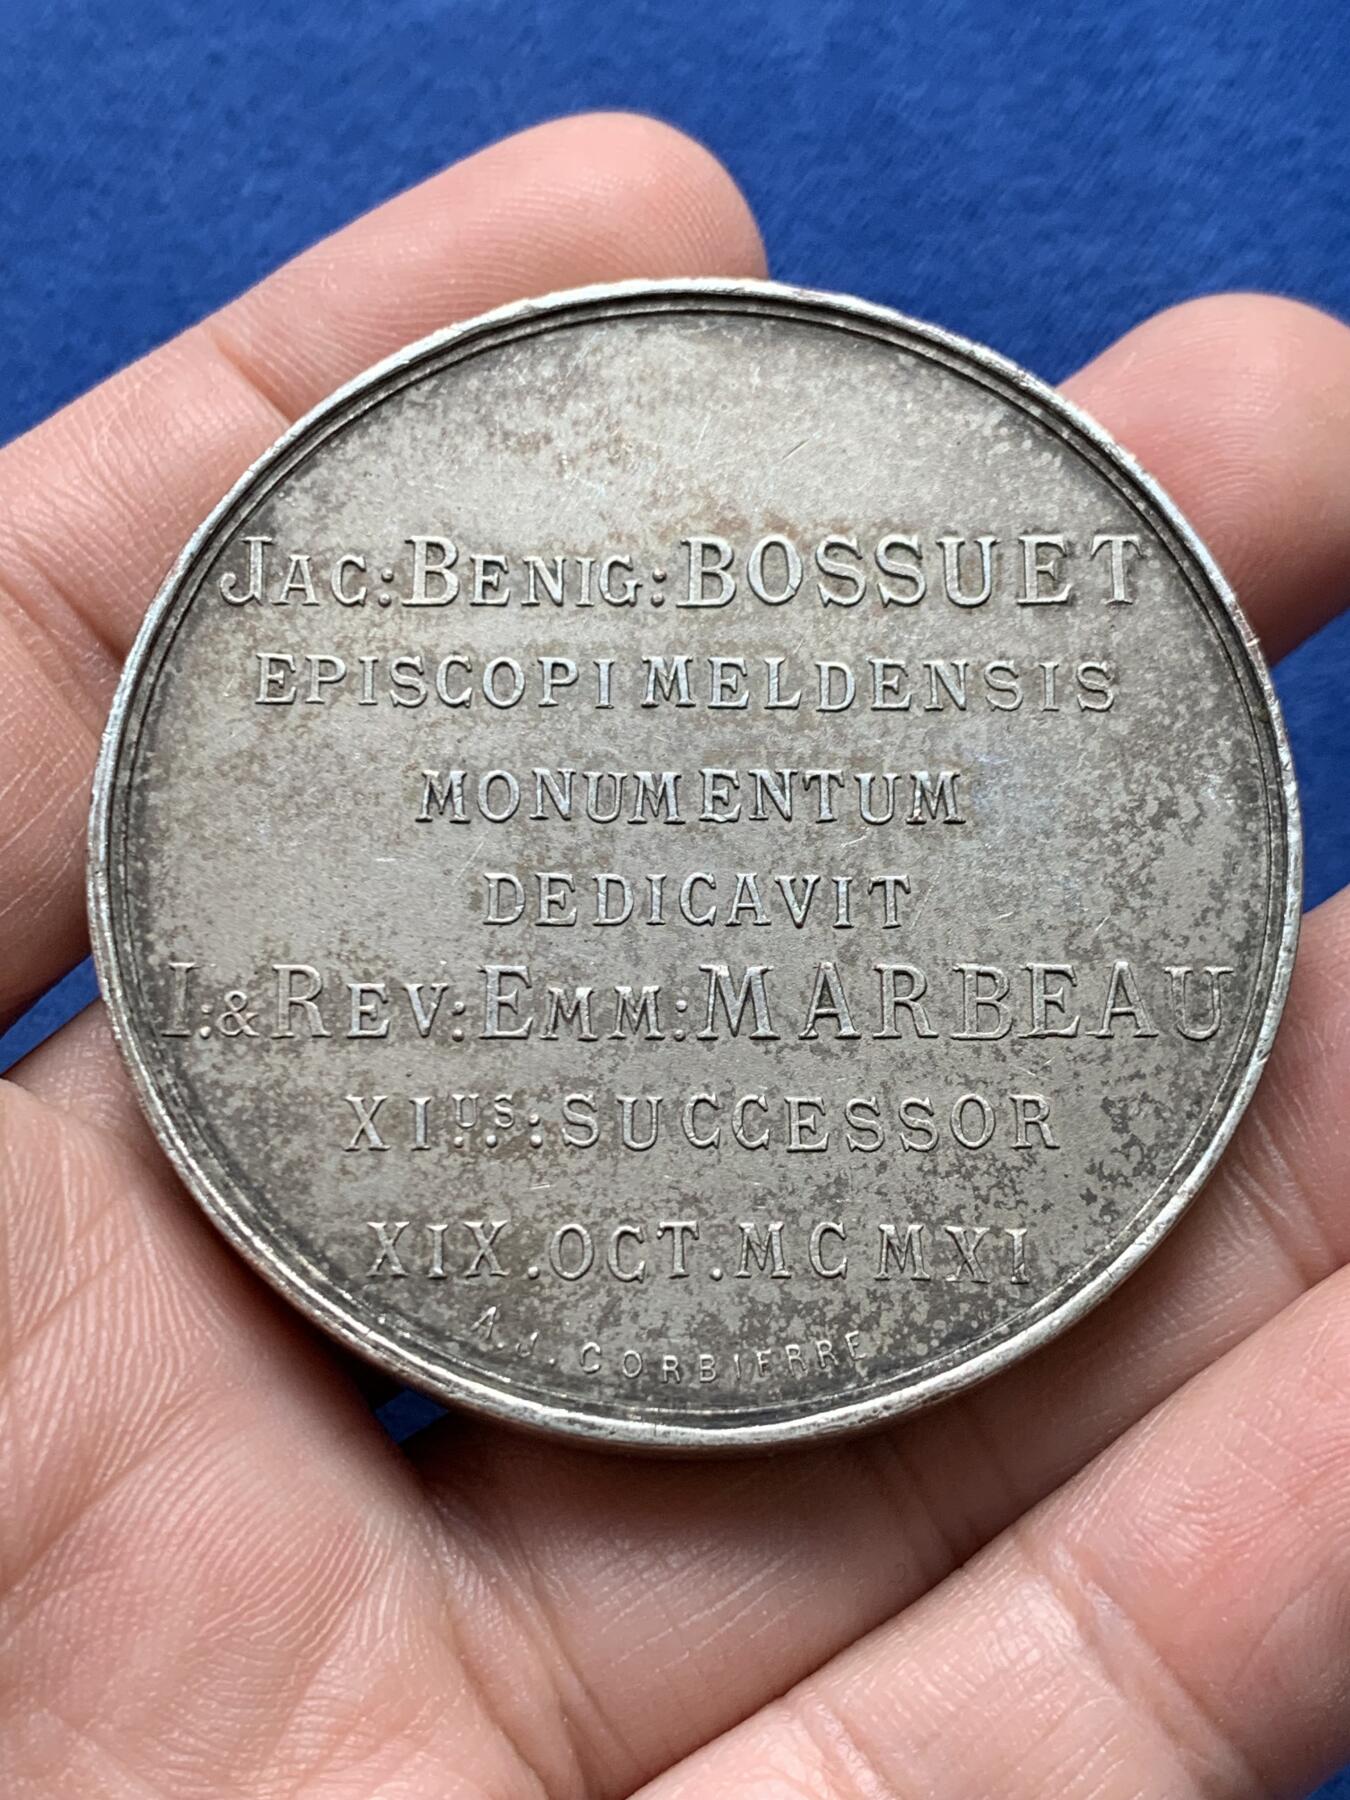 JAC:BENIG:BOSSUET
EPISCOPI MELDENSIS
MONUMENTUM
DEDICAVIT
I:&REV:EMM:MARBEAU
XIUS:SUCCESSOR
XIX.OCT.MCMXI
A.J.CORBIERRE